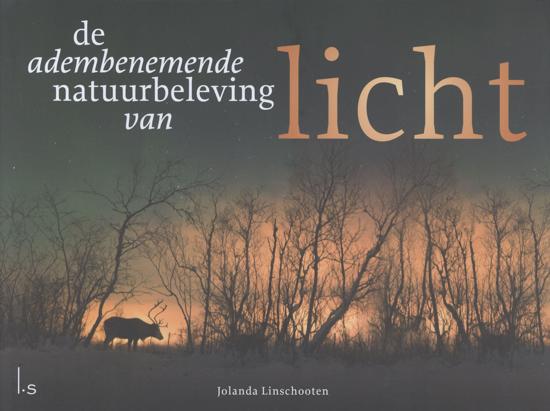 de
adembenemende
natuurbeleving
van
licht
l.s
Jolanda Linschooten